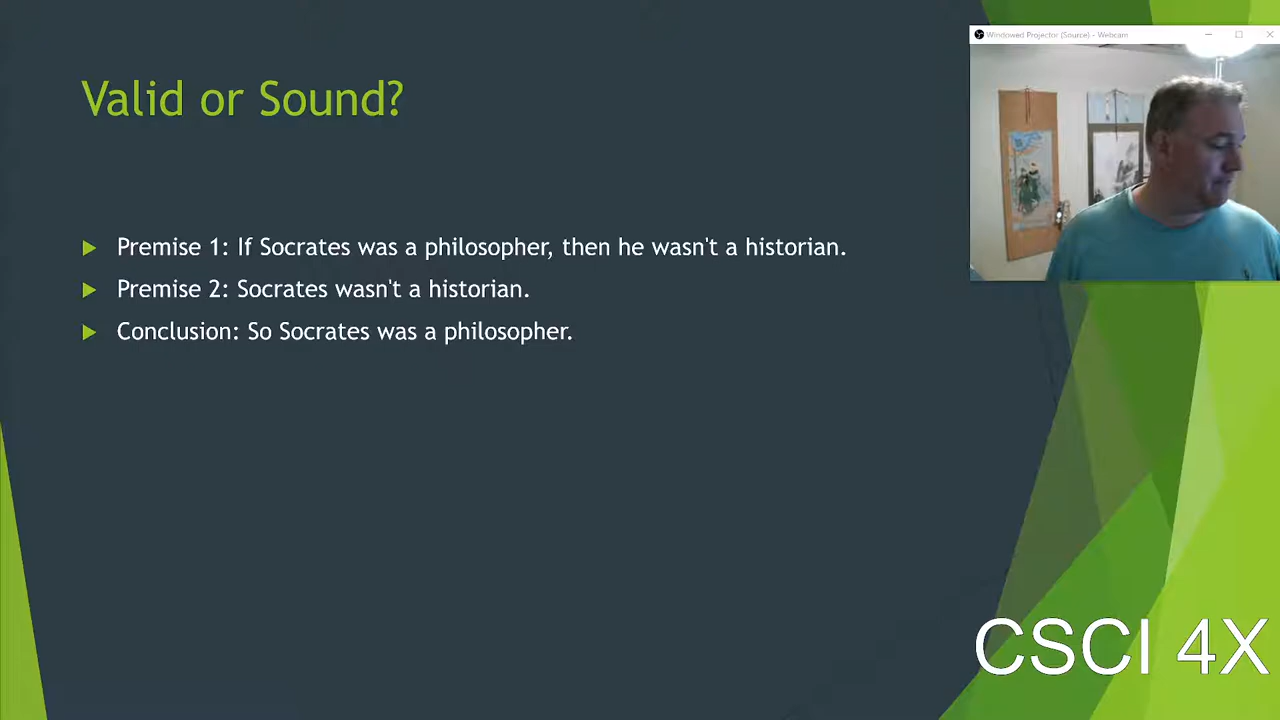 Windowed Projector (Source) - Webcam
Valid or Sound?
Premise 1: If Socrates was a philosopher, then he wasn't a historian.
Premise 2: Socrates wasn't a historian.
Conclusion: So Socrates was a philosopher.
CSCI 4X